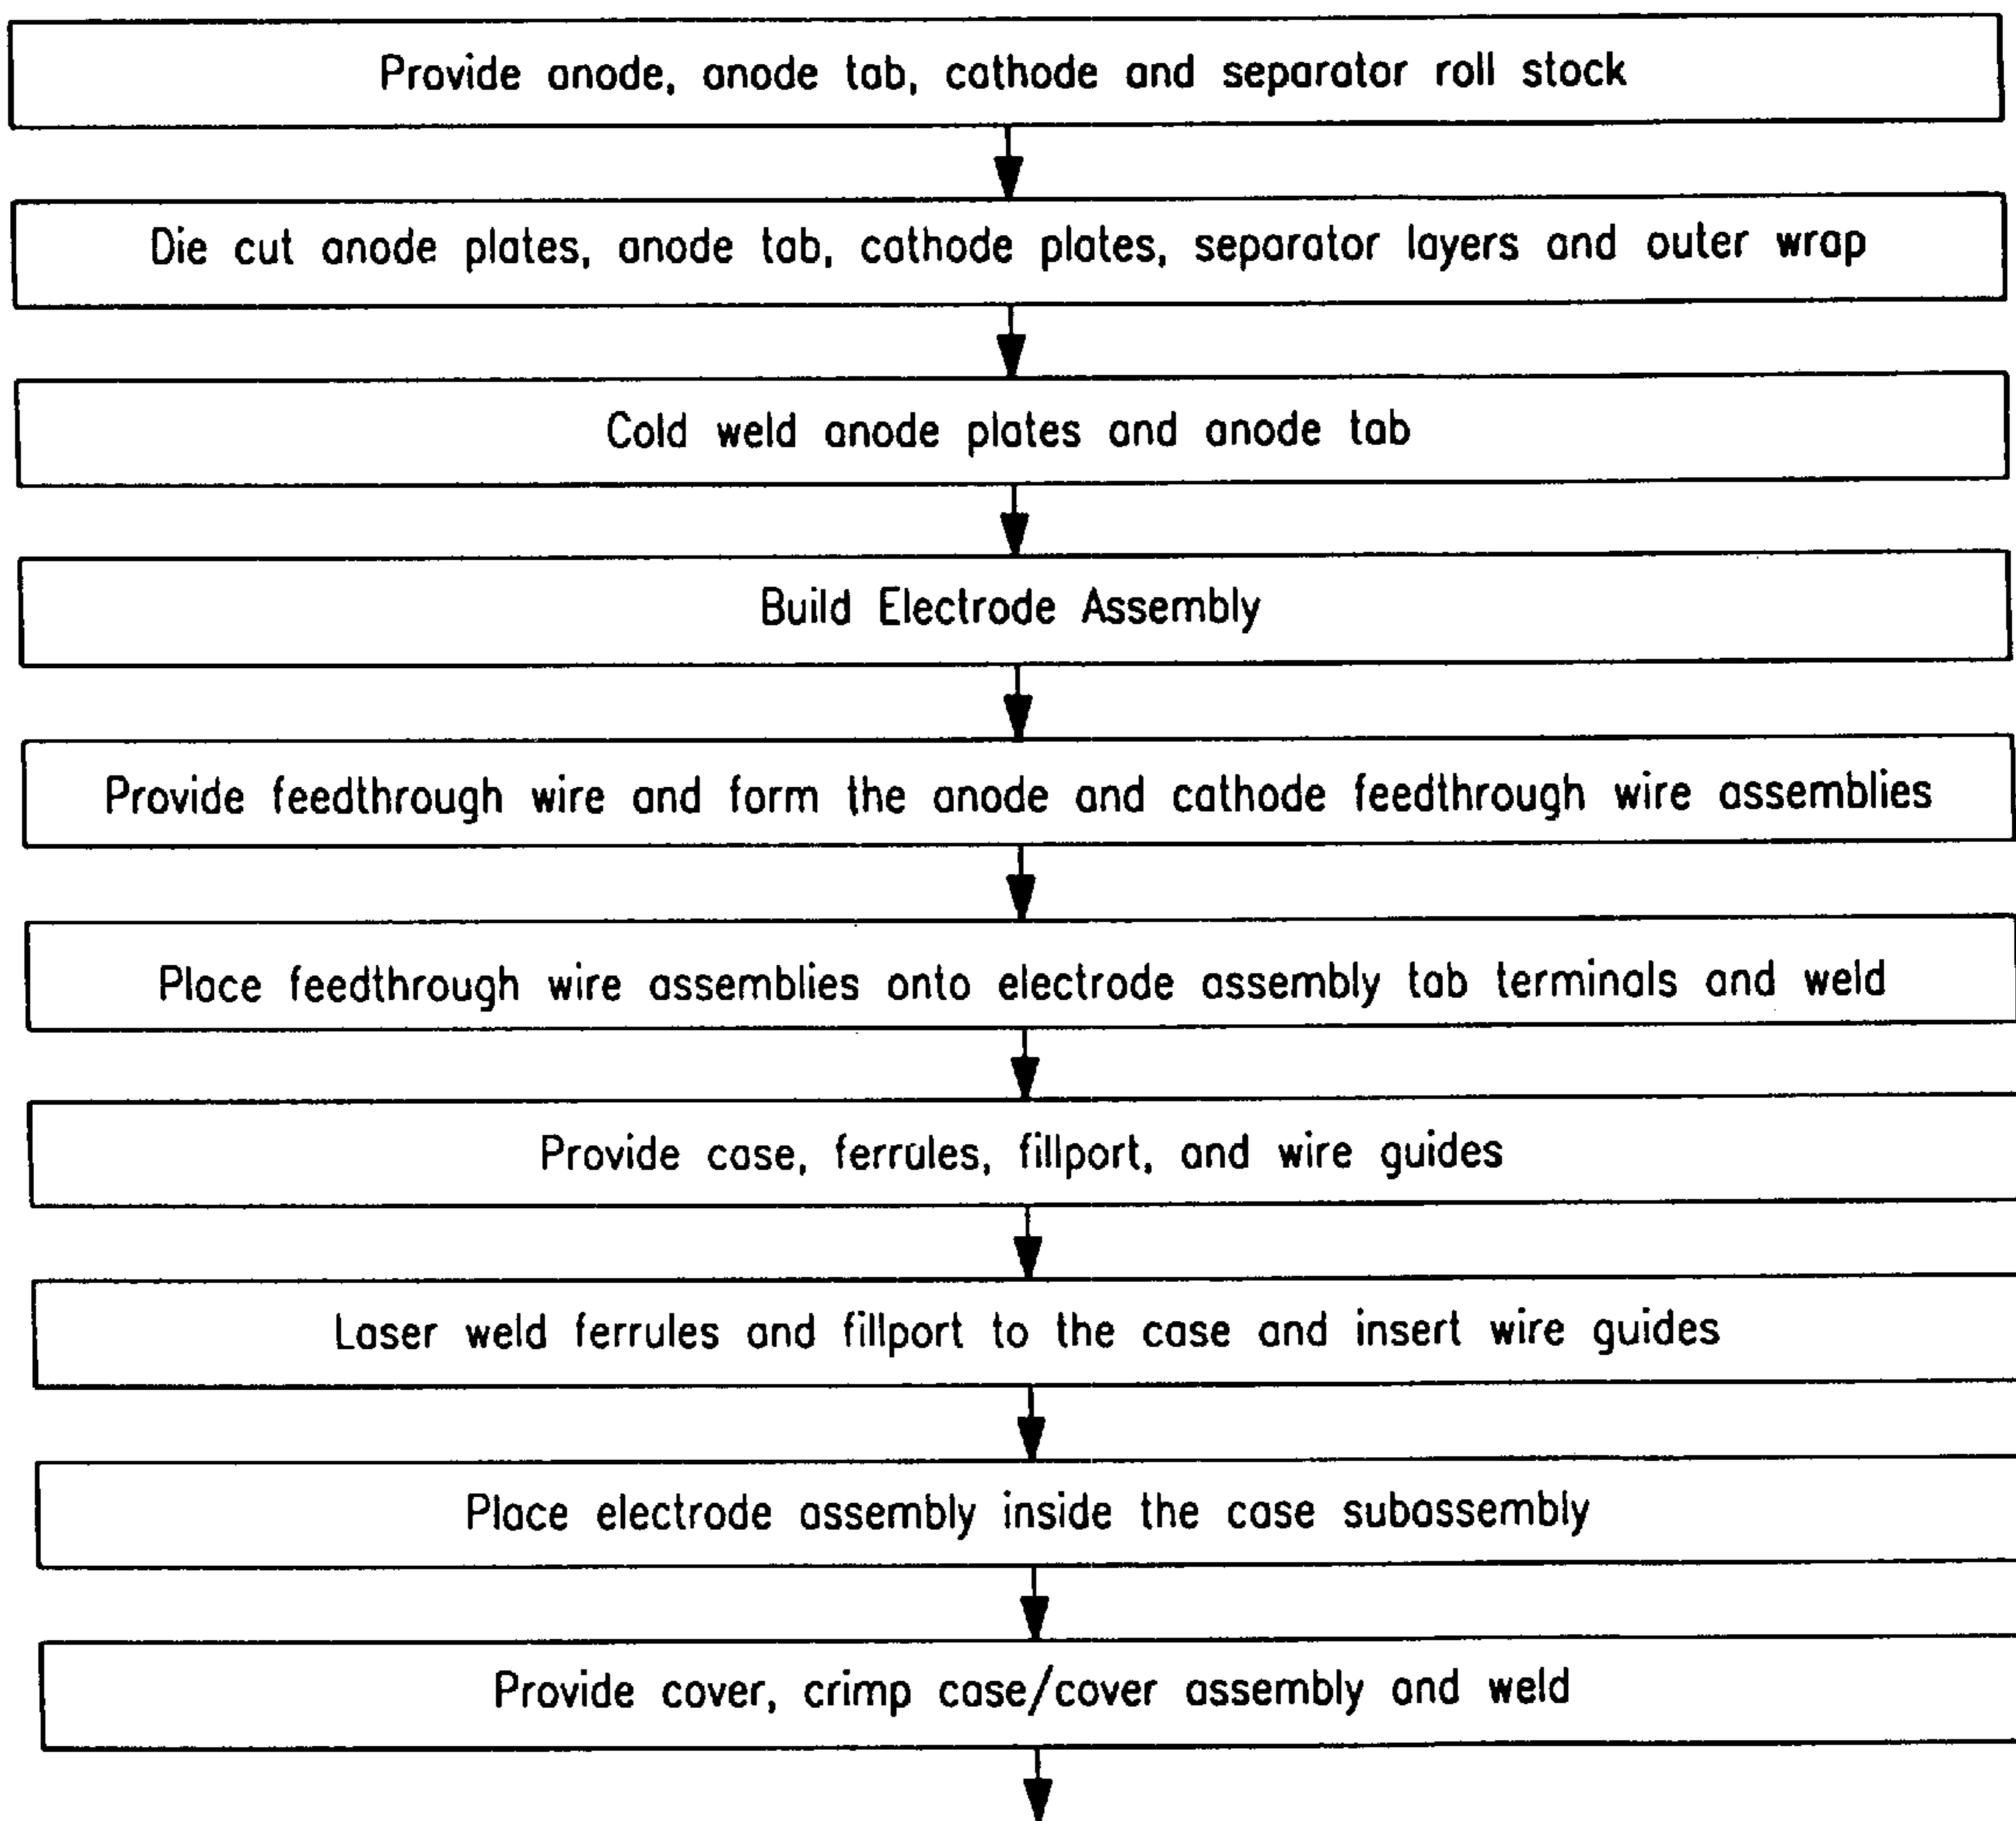 Provide anode, anode tab, cathode and separator roll stock
Die cut anode plates, anode tab, cathode plates, separator layers and outer wrap
Cold weld anode plates and anode tab
Build Electrode Assembly
Provide feedthrough wire and form the anode and cathode feedthrough wire assemblies
Place feedthrough wire assemblies onto electrode assembly tab terminals and weld
Provide case, ferrules, fillport, and wire guides
Laser weld ferrules and fillport to the case and insert wire guides
Place electrode assembly inside the case subassembly
Provide cover, crimp case/cover assembly and weld